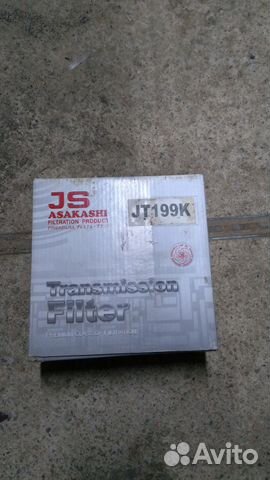 JS
ASAKASHI
FILTRATION PRODUCT
JT199K
Transmission
Filter
Avito